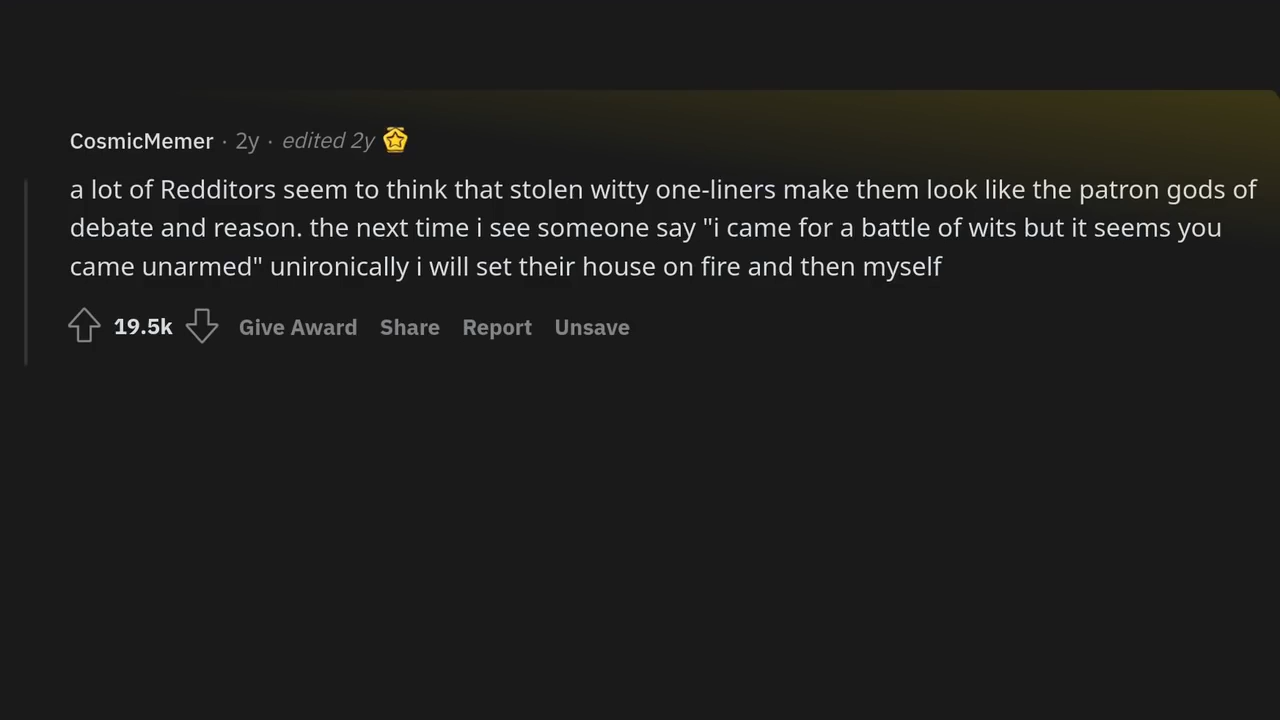 CosmicMemer · 2y · edited 2y
a lot of Redditors seem to think that stolen witty one-liners make them look like the patron gods of
debate and reason. the next time i see someone say "i came for a battle of wits but it seems you
came unarmed" unironically i will set their house on fire and then myself
19.5k Give Award Share Report Unsave